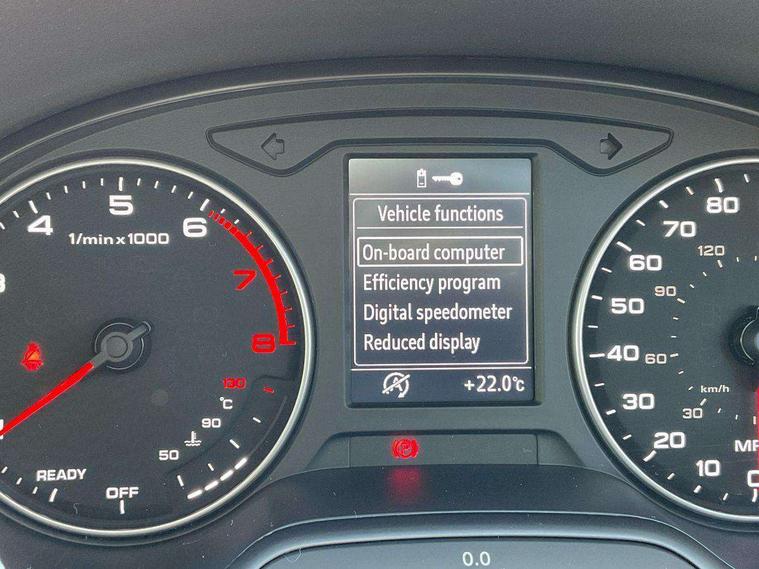 Vehicle functions
On-board computer
Efficiency program
Digital speedometer
Reduced display
+22.0°C
4
5
6
7
8
1/min x 1000
130
°C
90
50
READY
OFF
80
70
60
50
40
30
20
10
0
120
90
60
30
km/h
0.0